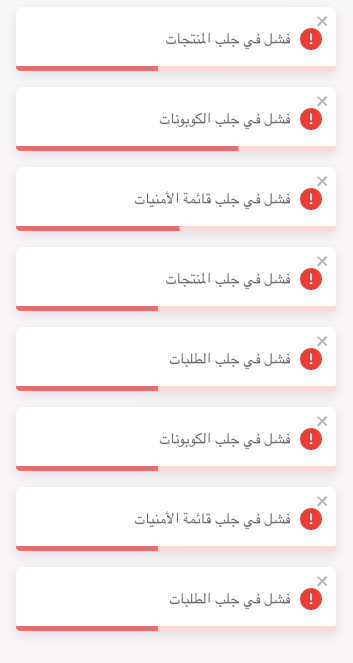 فشل في جلب المنتجات
فشل في جلب الكوبونات
فشل في جلب قائمة الأمنيات
فشل في جلب المنتجات
فشل في جلب الطلبات
فشل في جلب الكوبونات
فشل في جلب قائمة الأمنيات
فشل في جلب الطلبات